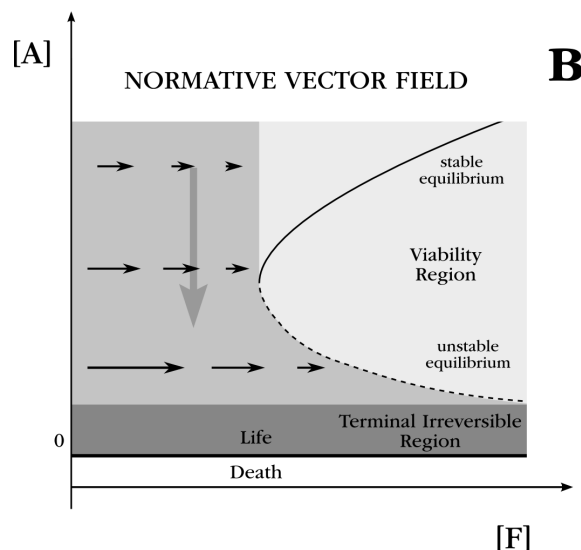 [A]
B
NORMATIVE VECTOR FIELD
stable
equilibrium
Viability
Region
unstable
equilibrium
Terminal Irreversible
Region
0
Life
Death
[F]